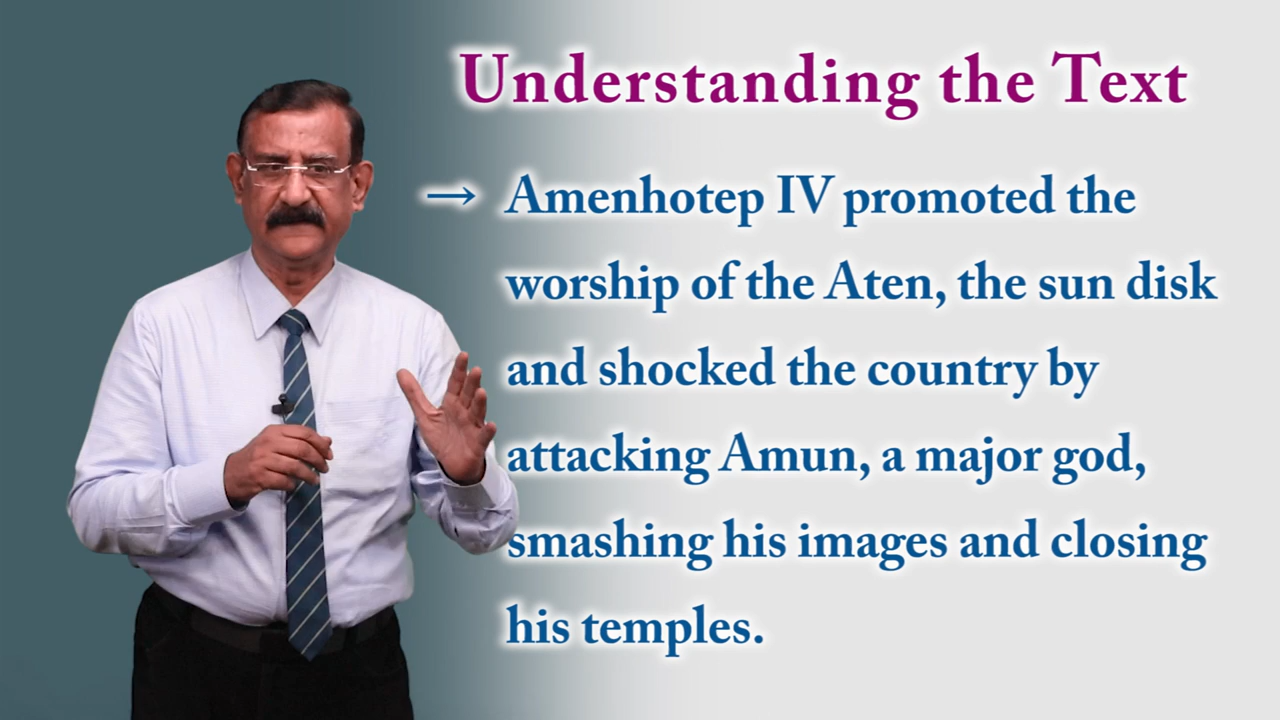 Understanding the Text
→ Amenhotep IV promoted the
worship of the Aten, the sun disk
and shocked the country by
attacking Amun, a major god,
smashing his images and closing
his temples.